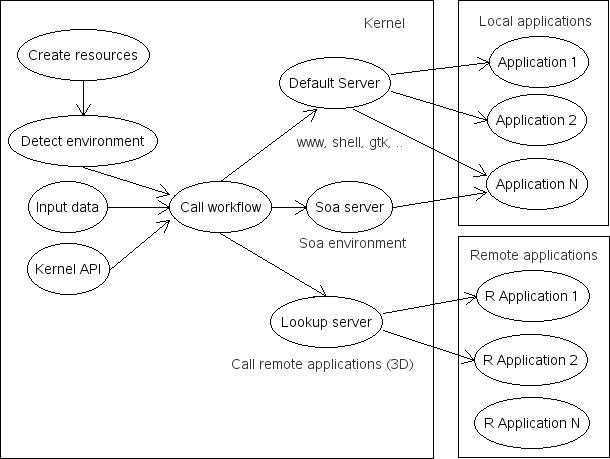 Kernel
Create resources
Detect environment
Input data
Kernel API
Call workflow
Default Server
www, shell, gtk, ..
Soa server
Soa environment
Lookup server
Call remote applications (3D)
Local applications
Application 1
Application 2
Application N
Remote applications
R Application 1
R Application 2
R Application N